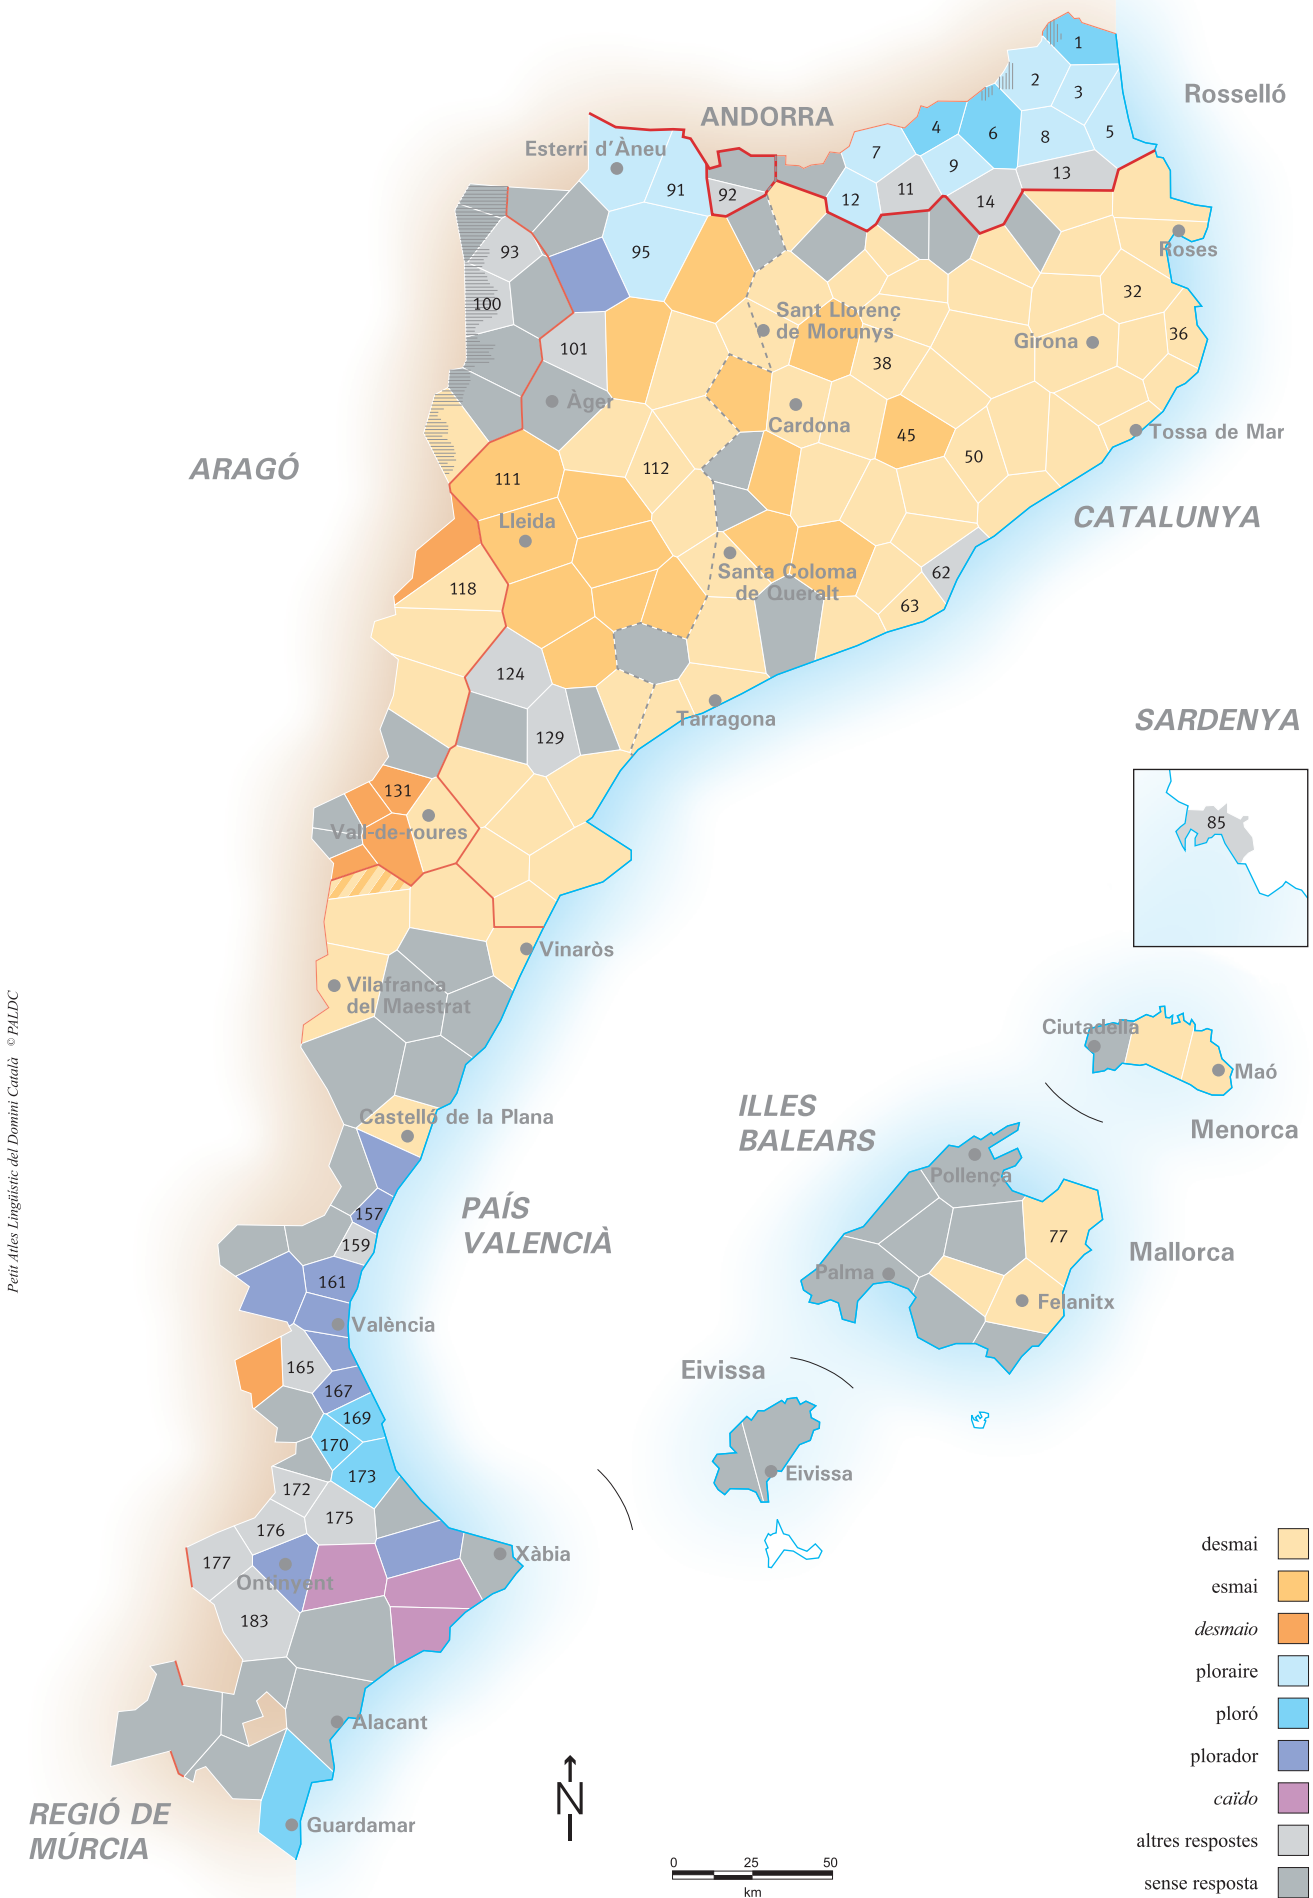 1
Rosselló
2
3
ANDORRA
4
6
8
5
7
Esterri d'Àneu
9
13
91
92
11
12
14
93
95
Roses
32
100
Sant Llorenç
de Morunys
36
Girona
101
38
Àger
Cardona
45
Tossa de Mar
ARAGÓ
50
112
111
CATALUNYA
Lleida
Santa Coloma
de Queralt
62
118
63
124
Tarragona
SARDENYA
129
131
85
Vall-de-roures
Vinaròs
Vilafranca
del Maestrat
Ciutadella
Maó
ILLES
BALEARS
Castelló de la Plana
Menorca
Pollença
157
PAÍS
VALENCIÀ
159
77
Mallorca
161
Palma
Felanitx
València
165
Eivissa
167
169
170
173
Eivissa
172
175
176
177
Xàbia
Ontinyent
183
Alacant
REGIÓ DE
MÚRCIA
Guardamar
N
0 25 50
km
desmai
esmai
desmaio
ploraire
ploró
plorador
caïdo
altres respostes
sense resposta
Petit Atles Lingüístic del Domini Català © PALDC